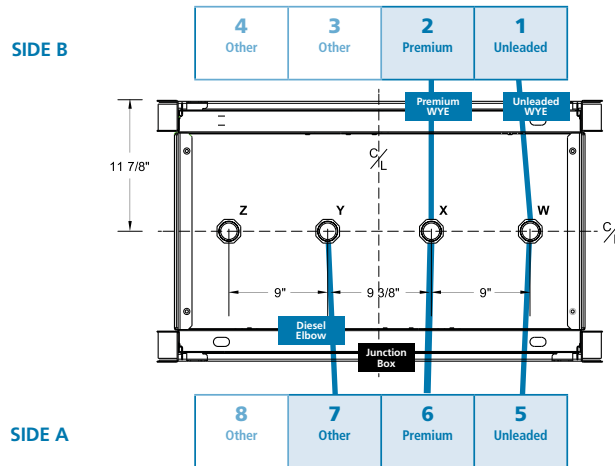 SIDE B
4
Other
3
Other
2
Premium
1
Unleaded
Premium
WYE
Unleaded
WYE
11 7/8"
C/L
Z
Y
X
W
C/L
9"
9 3/8"
9"
Diesel
Elbow
Junction
Box
SIDE A
8
Other
7
Other
6
Premium
5
Unleaded